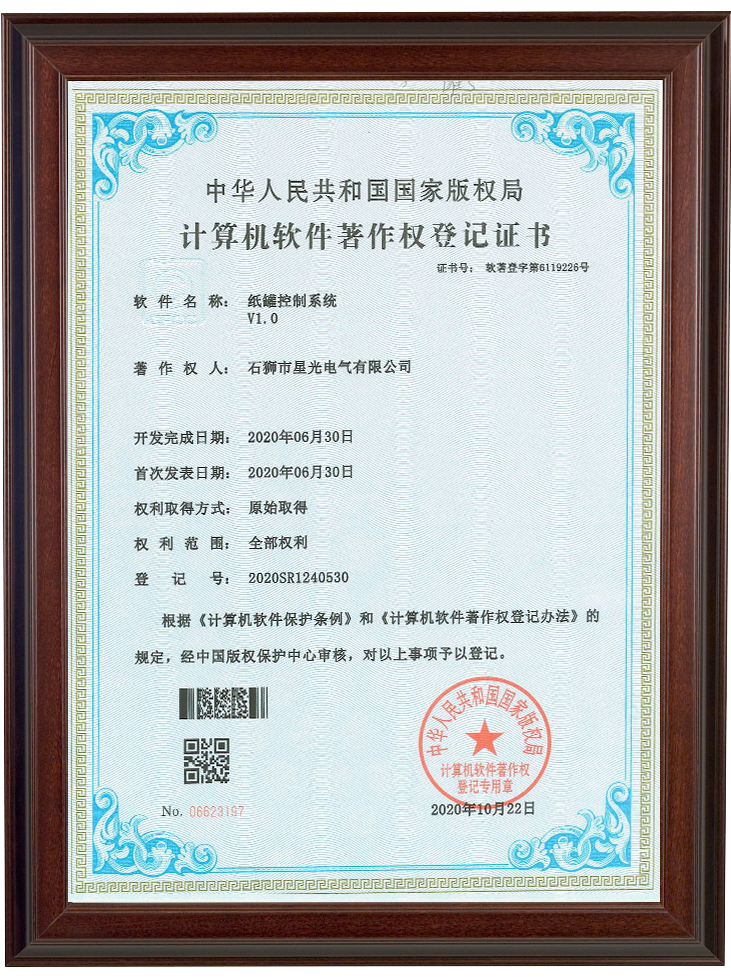 中华人民共和国国家版权局
计算机软件著作权登记证书
证书号： 软著登字第6119226号
软件名称： 纸罐控制系统
V1.0
著作权人： 石狮市星光电气有限公司
开发完成日期： 2020年06月30日
首次发表日期： 2020年06月30日
权利取得方式： 原始取得
权利范围： 全部权利
登记号： 2020SR1240530
根据《计算机软件保护条例》和《计算机软件著作权登记办法》的
规定，经中国版权保护中心审核，对以上事项予以登记。
中华人民共和国国家版权局
计算机软件著作权
登记专用章
No. 06623197
2020年10月22日